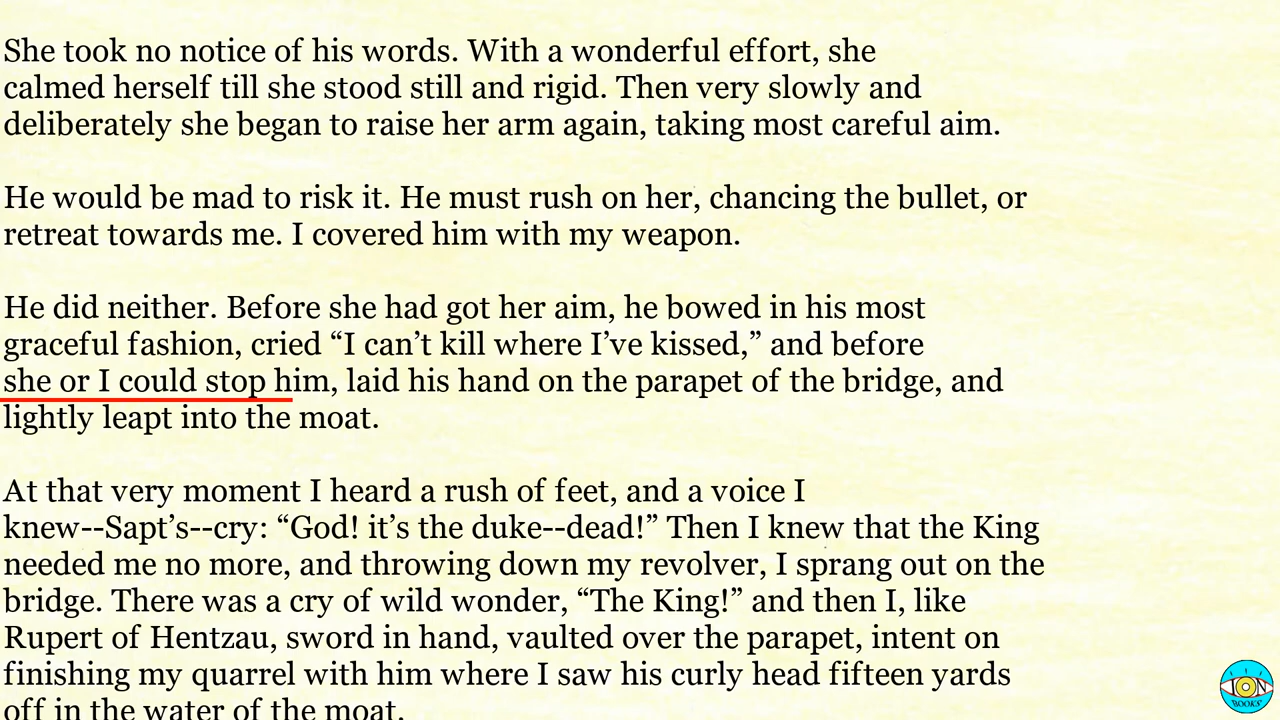 She took no notice of his words. With a wonderful effort, she
calmed herself till she stood still and rigid. Then very slowly and
deliberately she began to raise her arm again, taking most careful aim.
He would be mad to risk it. He must rush on her, chancing the bullet, or
retreat towards me. I covered him with my weapon.
He did neither. Before she had got her aim, he bowed in his most
graceful fashion, cried “I can’t kill where I’ve kissed,” and before
she or I could stop him, laid his hand on the parapet of the bridge, and
lightly leapt into the moat.
At that very moment I heard a rush of feet, and a voice I
knew--Sapt’s--cry: “God! it’s the duke--dead!” Then I knew that the King
needed me no more, and throwing down my revolver, I sprang out on the
bridge. There was a cry of wild wonder, “The King!” and then I, like
Rupert of Hentzau, sword in hand, vaulted over the parapet, intent on
finishing my quarrel with him where I saw his curly head fifteen yards
off in the water of the moat.
ION
BOOKS